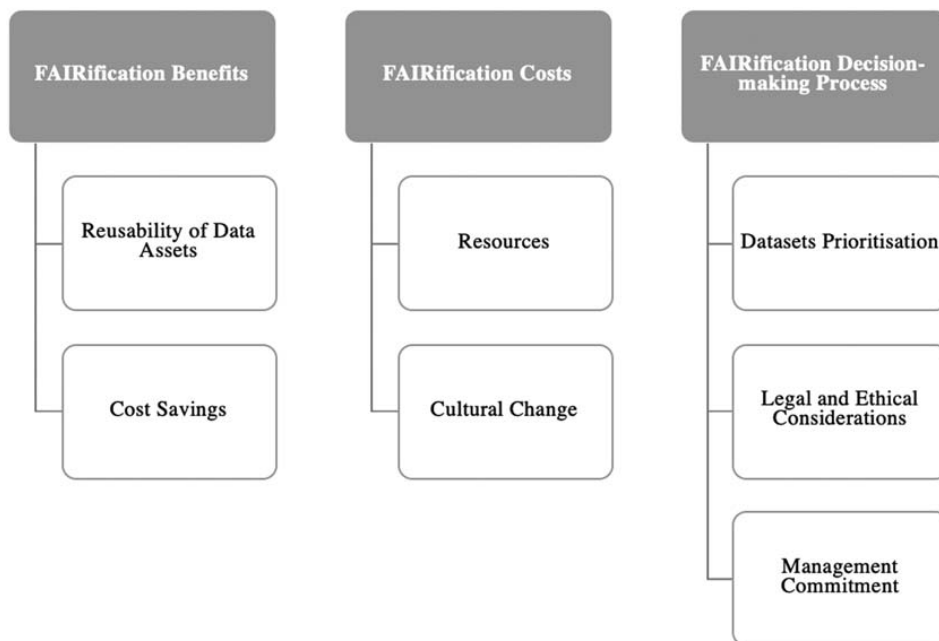 FAIRification Benefits
Reusability of Data
Assets
Cost Savings
FAIRification Costs
Resources
Cultural Change
FAIRification Decision-
making Process
Datasets Prioritisation
Legal and Ethical
Considerations
Management
Commitment